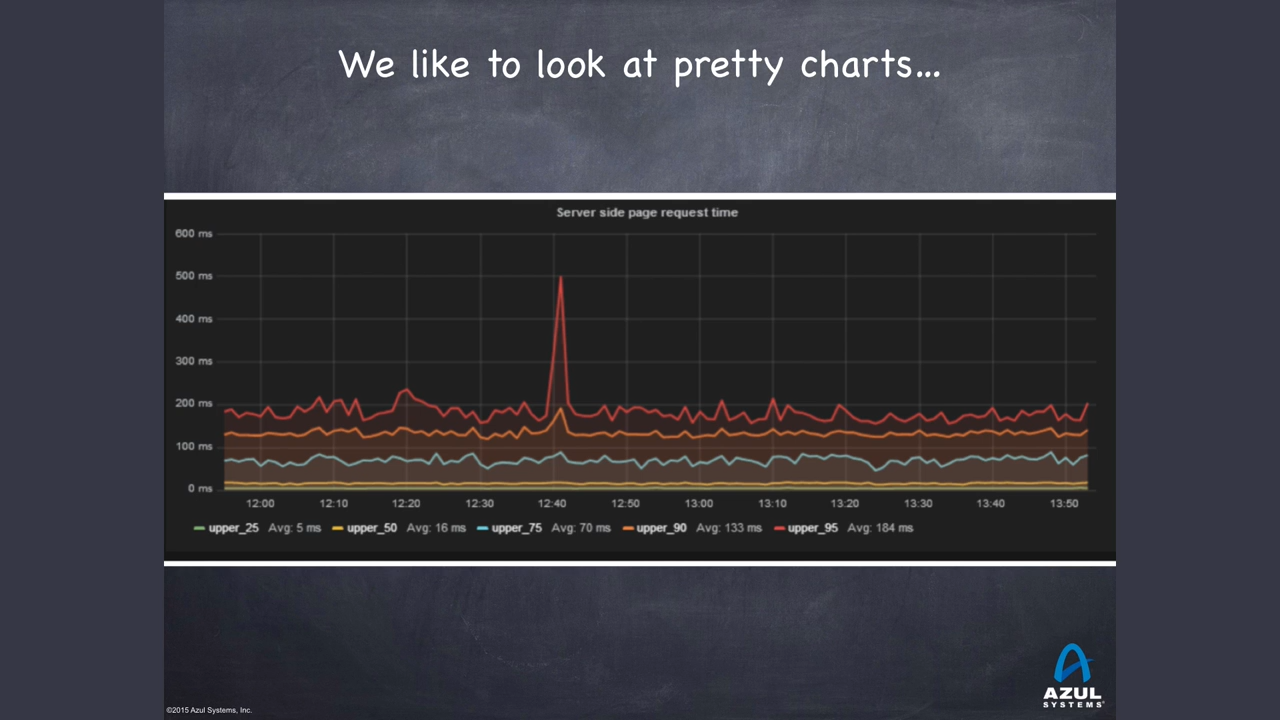 We like to look at pretty charts...
Server side page request time
600 ms
500 ms
400 ms
300 ms
200 ms
100 ms
0 ms
12:00 12:10 12:20 12:30 12:40 12:50 13:00 13:10 13:20 13:30 13:40 13:50
upper_25 Avg: 5 ms upper_50 Avg: 16 ms upper_75 Avg: 70 ms upper_90 Avg: 133 ms upper_95 Avg: 184 ms
AZUL
SYSTEMS®
©2015 Azul Systems, Inc.